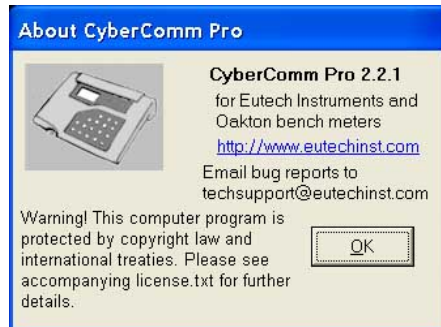 About CyberComm Pro
CyberComm Pro 2.2.1
for Eutech Instruments and
Oakton bench meters
http://www.eutechinst.com
Email bug reports to
techsupport@eutechinst.com
Warning! This computer program is
protected by copyright law and
international treaties. Please see
accompanying license.txt for further
details.
OK